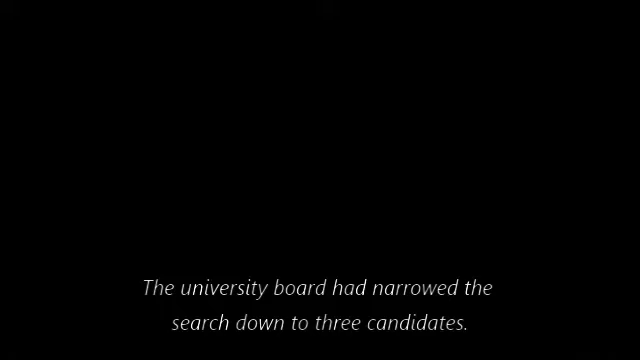 The university board had narrowed the
search down to three candidates.